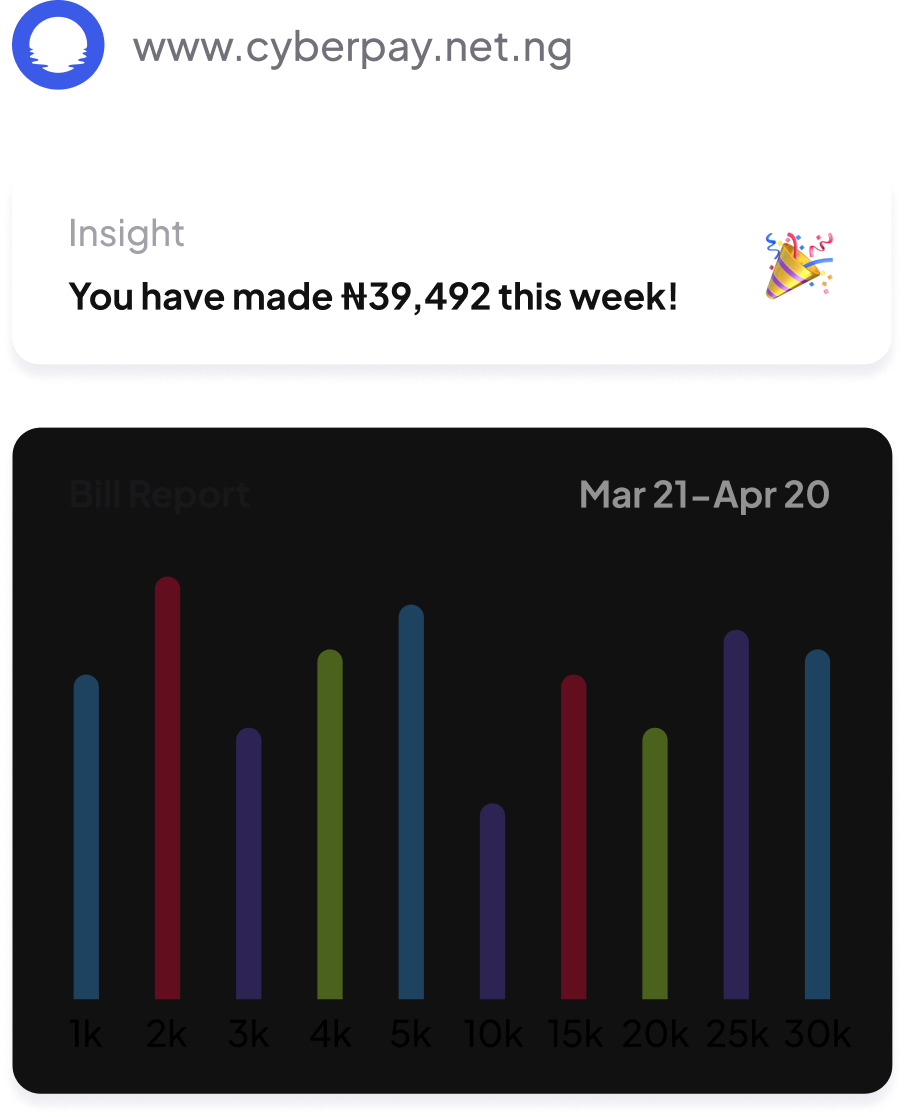 www.cyberpay.net.ng
Insight
You have made ₦39,492 this week!
Bill Report
Mar 21–Apr 20
1k 2k 3k 4k 5k 10k 15k 20k 25k 30k